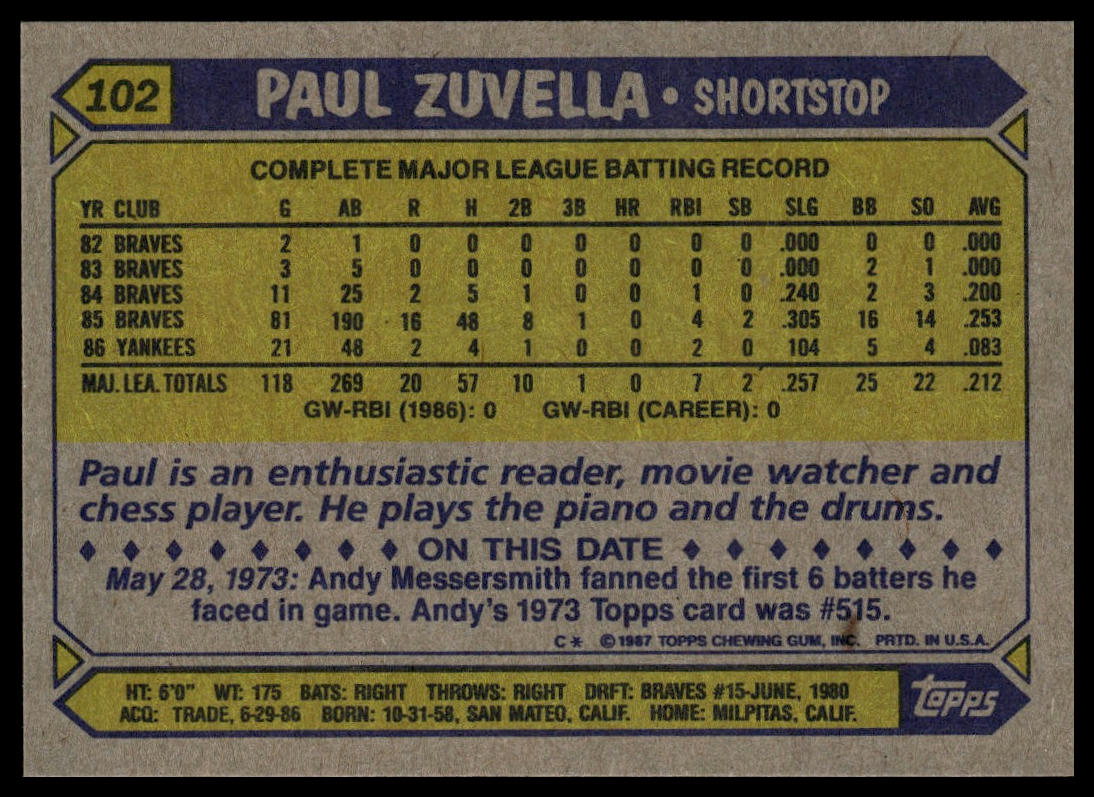 102 PAUL ZUVELLA • SHORTSTOP
COMPLETE MAJOR LEAGUE BATTING RECORD
YR CLUB G AB R H 2B 3B HR RBI SB SLG BB SO AVG
82 BRAVES 2 1 0 0 0 0 0 0 0 .000 0 0 .000
83 BRAVES 3 5 0 0 0 0 0 0 0 .000 2 1 .000
84 BRAVES 11 25 2 5 1 0 0 1 0 .240 2 3 .200
85 BRAVES 81 190 16 48 8 1 0 4 2 .305 16 14 .253
86 YANKEES 21 48 2 4 1 0 0 2 0 104 5 4 .083
MAJ. LEA. TOTALS 118 269 20 57 10 1 0 7 2 .257 25 22 .212
GW-RBI (1986): 0 GW-RBI (CAREER): 0
Paul is an enthusiastic reader, movie watcher and
chess player. He plays the piano and the drums.
♦ ♦ ♦ ♦ ♦ ♦ ♦ ♦ ON THIS DATE ♦ ♦ ♦ ♦ ♦ ♦ ♦ ♦
May 28, 1973: Andy Messersmith fanned the first 6 batters he
faced in game. Andy's 1973 Topps card was #515.
C* ©1987 TOPPS CHEWING GUM, INC. PRTD. IN U.S.A.
HT: 6'0" WT: 175 BATS: RIGHT THROWS: RIGHT DRFT: BRAVES #15-JUNE, 1980
ACQ: TRADE, 6-29-86 BORN: 10-31-58, SAN MATEO, CALIF. HOME: MILPITAS, CALIF.
Topps